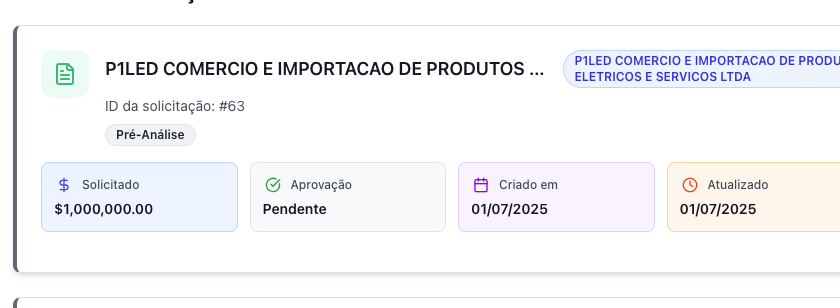 P1LED COMERCIO E IMPORTACAO DE PRODUTOS ...
P1LED COMERCIO E IMPORTACAO DE PRODU
ELETRICOS E SERVICOS LTDA
ID da solicitação: #63
Pré-Análise
Solicitado
$1,000,000.00
Aprovação
Pendente
Criado em
01/07/2025
Atualizado
01/07/2025